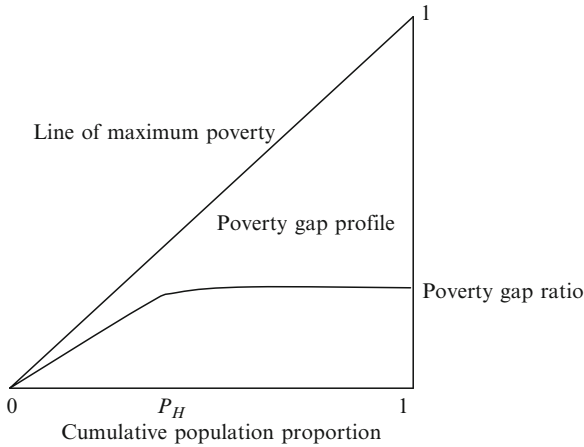 1
Line of maximum poverty
Poverty gap profile
Poverty gap ratio
0 P_H 1
Cumulative population proportion